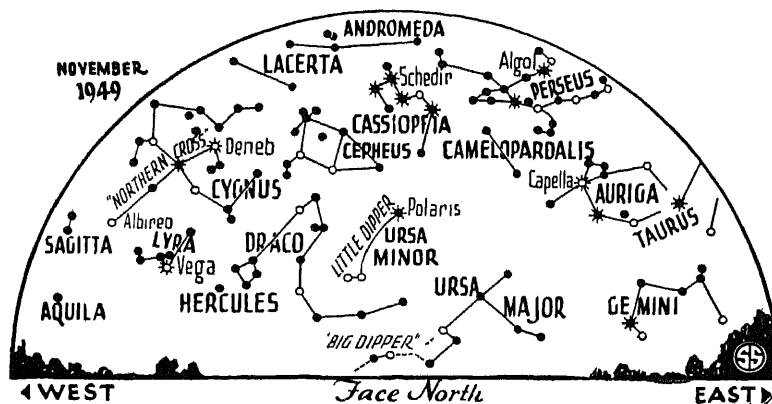 ANDROMEDA
LACERTA
Algol
NOVEMBER
1949
Schedir
PERSEUS
CASSIOPEIA
"NORTHERN CROSS"
Deneb
CEPHEUS
CAMELOPARDALIS
CYGNUS
Capella
AURIGA
Albireo
LITTLE DIPPER
Polaris
TAURUS
SAGITTA
LYRA
DRACO
URSA
MINOR
Vega
HERCULES
URSA
MAJOR
GEMINI
AQUILA
"BIG DIPPER"
SS
WEST
Face North
EAST